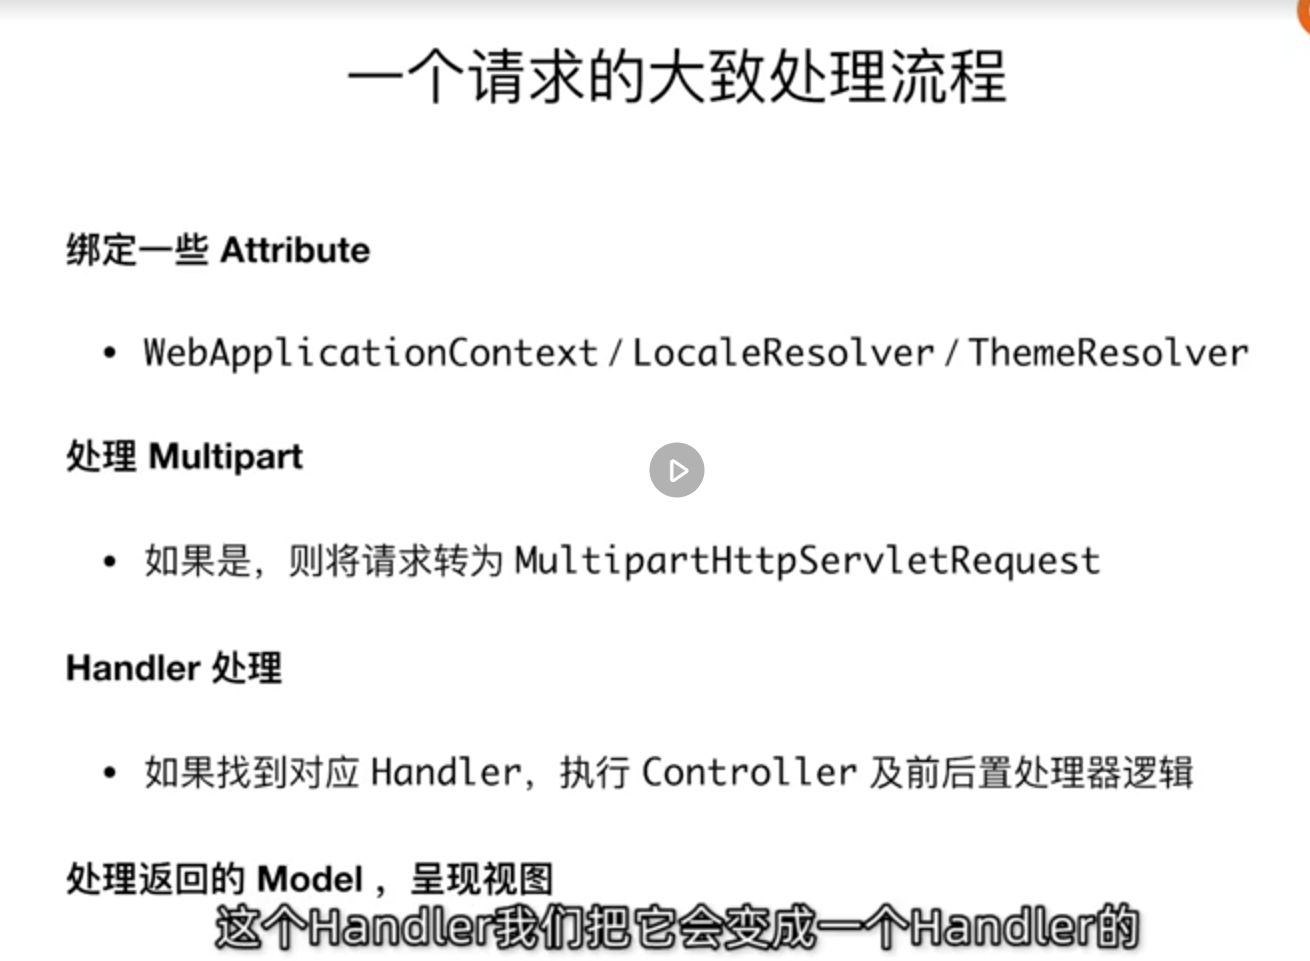 一个请求的大致处理流程
绑定一些 Attribute
• WebApplicationContext / LocaleResolver / ThemeResolver
处理 Multipart
• 如果是，则将请求转为 MultipartHttpServletRequest
Handler 处理
• 如果找到对应 Handler，执行 Controller 及前后置处理器逻辑
处理返回的 Model ，呈现视图
这个Handler我们把它会变成一个Handler的